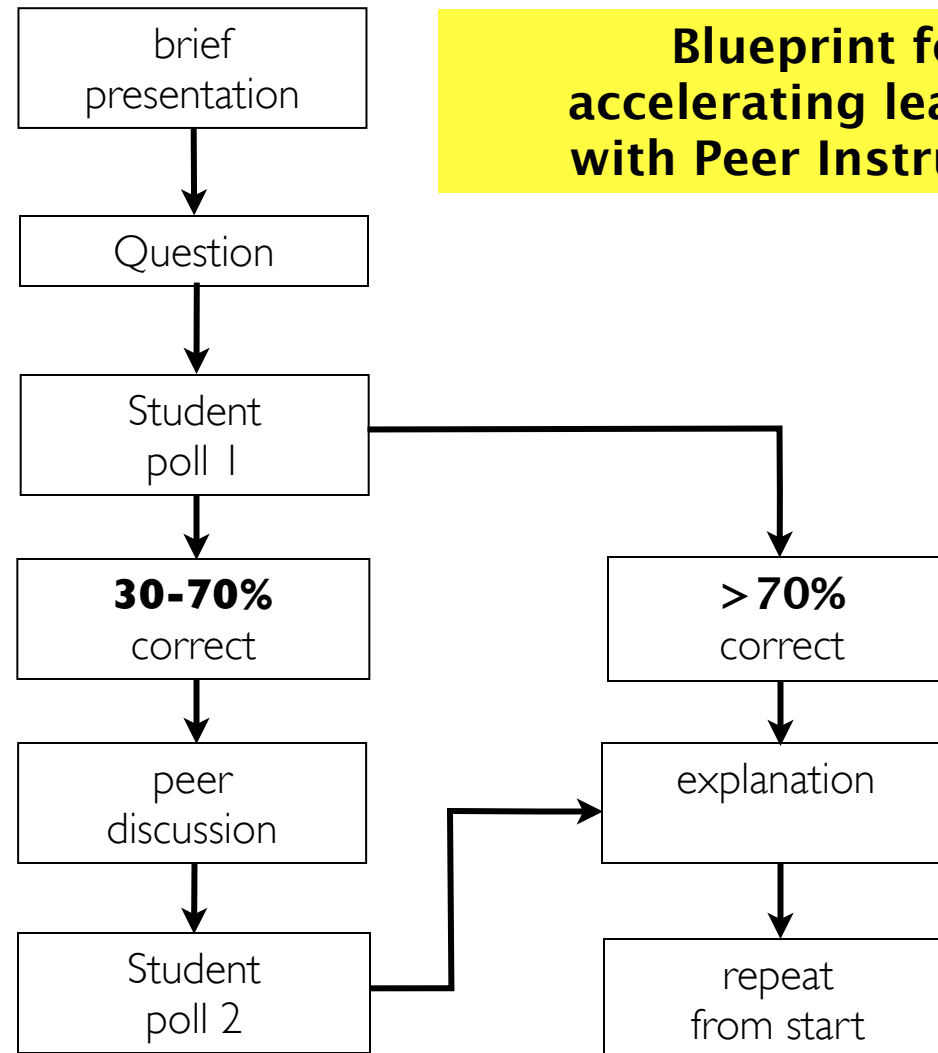 brief
presentation
Blueprint
accelerating
with Peer
Question
Student
poll 1
30-70%
correct
>70%
correct
peer
discussion
explanation
Student
poll 2
repeat
from start